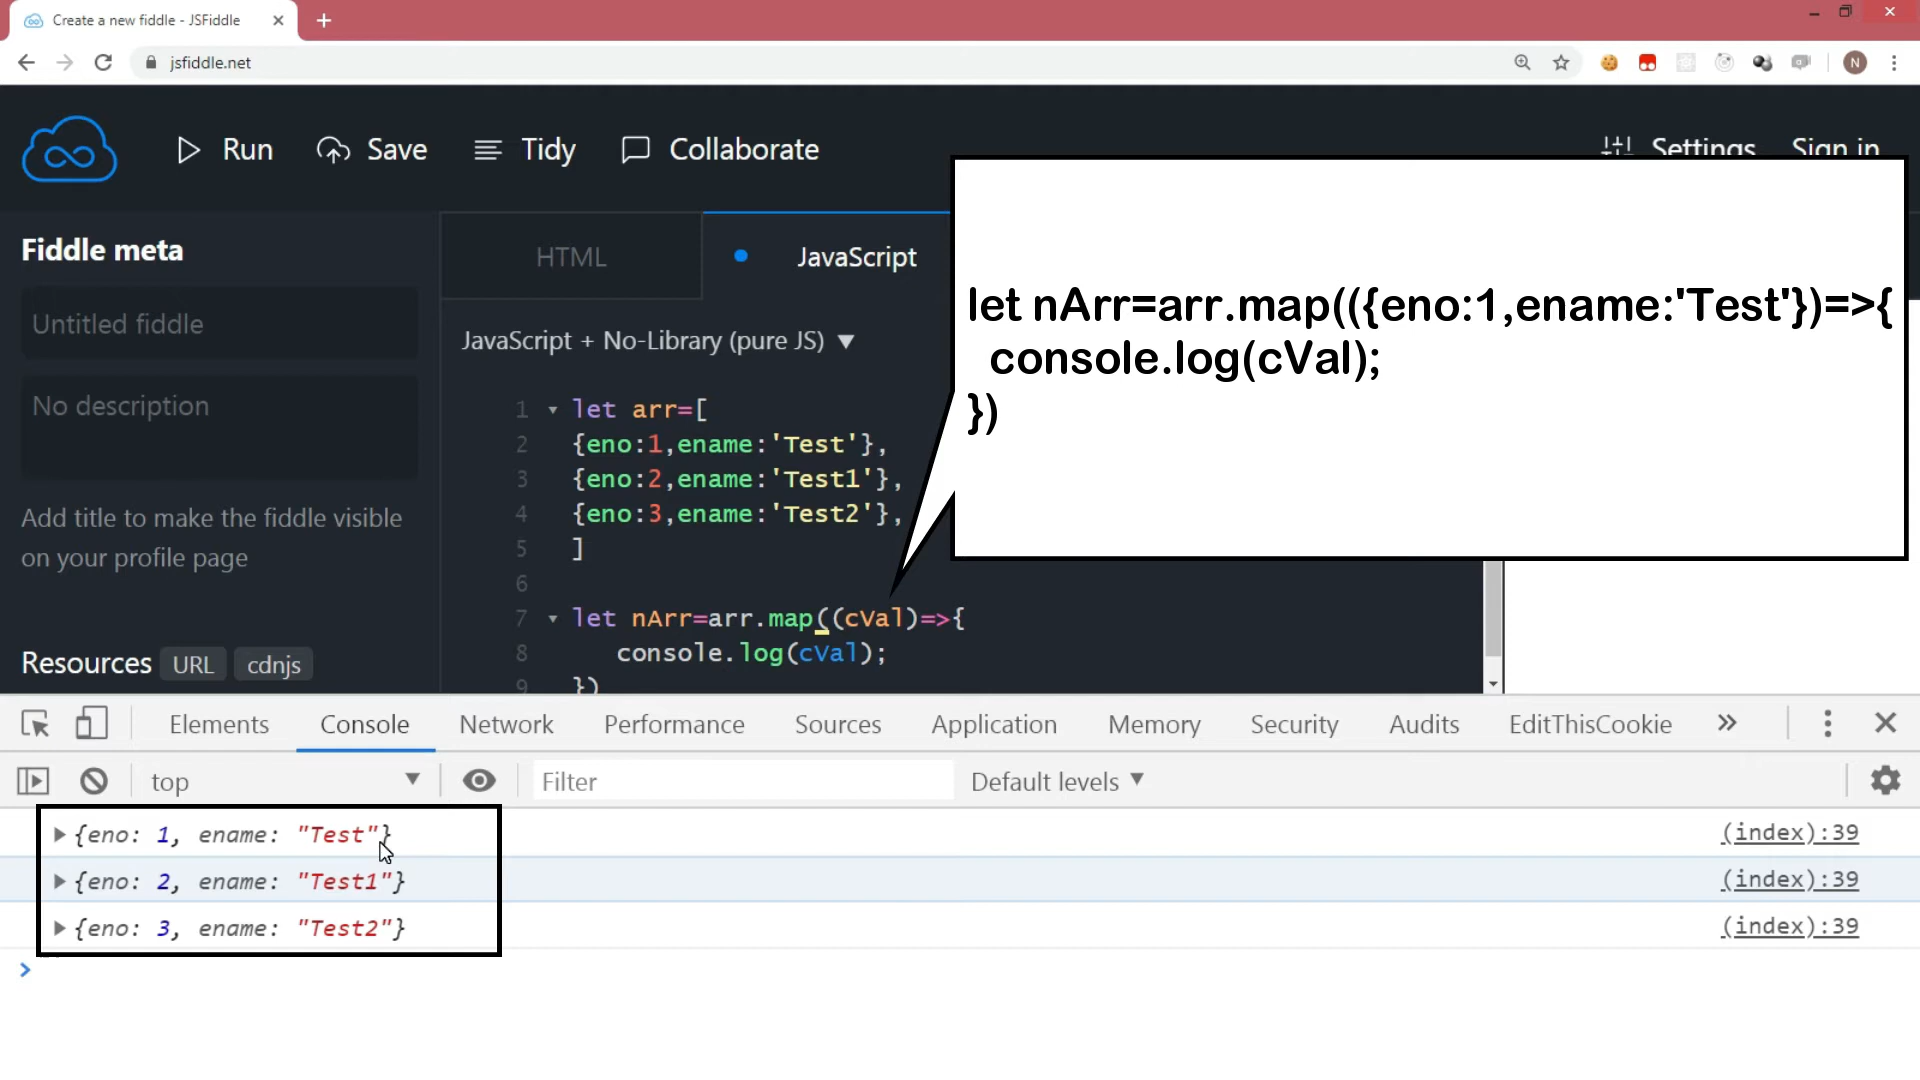 Create a new fiddle - JSFiddle
jsfiddle.net
N
Run
Save
Tidy
Collaborate
Settings
Sign in
Fiddle meta
Untitled fiddle
No description
Add title to make the fiddle visible
on your profile page
Resources URL cdnjs
HTML
JavaScript
JavaScript + No-Library (pure JS) ▼
1 let arr=[
2 {eno:1,ename:'Test'},
3 {eno:2,ename:'Test1'},
4 {eno:3,ename:'Test2'},
5 ]
6
7 let nArr=arr.map((cVal)=>{
8 console.log(cVal);
9 })
let nArr=arr.map(({eno:1,ename:'Test'})=>{
console.log(cVal);
})
Elements Console Network Performance Sources Application Memory Security Audits EditThisCookie »
top ▼ Filter Default levels ▼
{eno: 1, ename: "Test"} (index):39
{eno: 2, ename: "Test1"} (index):39
{eno: 3, ename: "Test2"} (index):39
>